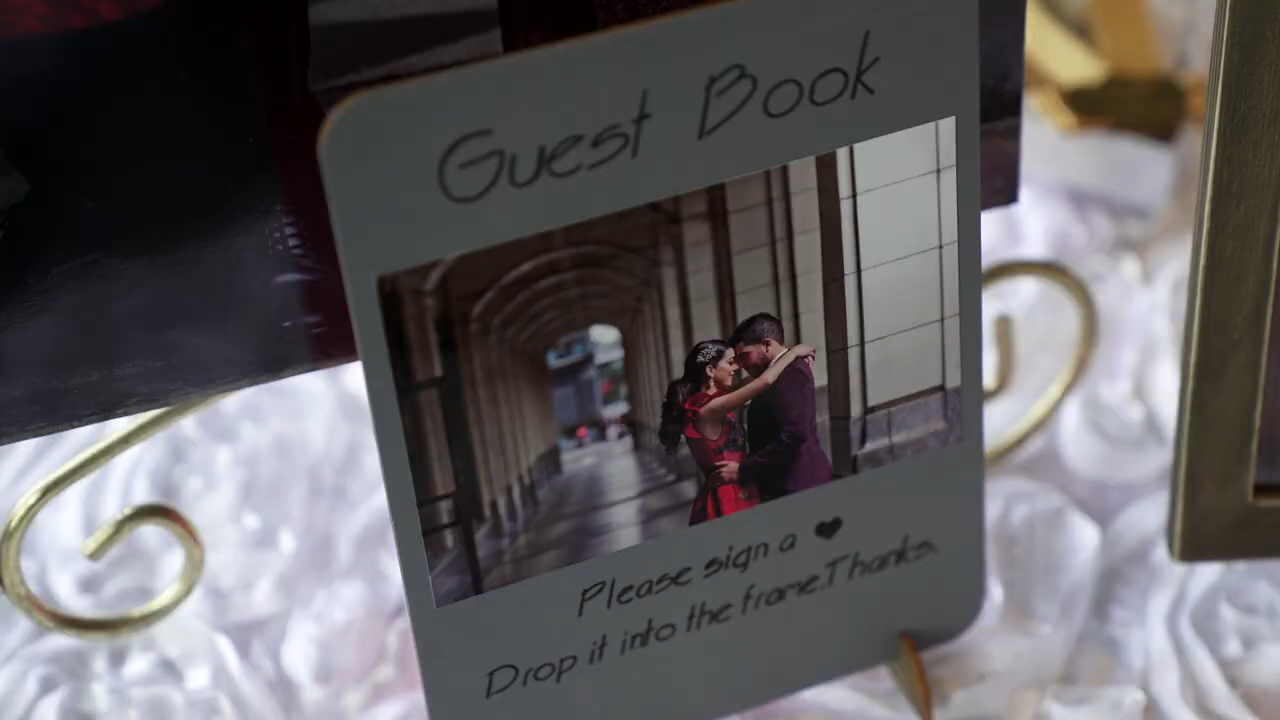 Guest Book
Please sign a ♥
Drop it into the frame.Thanks.